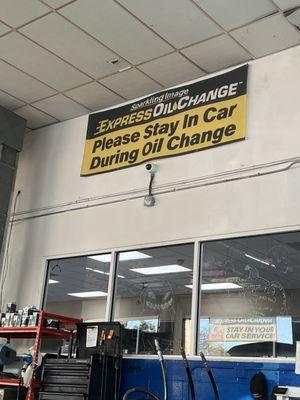 Sparkling Image
EXPRESS OIL CHANGE
Please Stay In Car
During Oil Change
STAY IN YOUR
CAR SERVICE